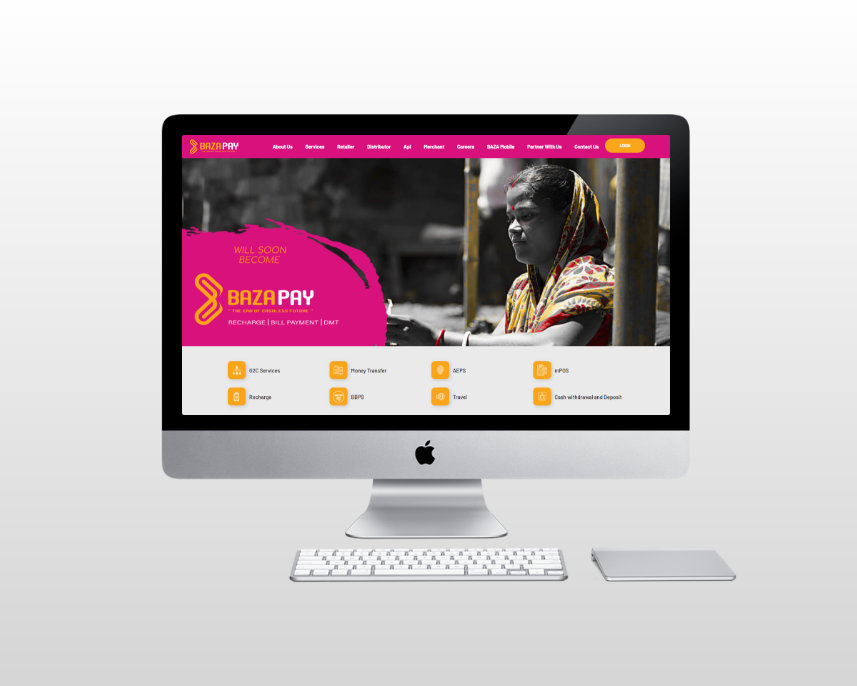 BAZA PAY
About Us Services Retailer Distributor Api Merchant Careers BAZA Mobile Partner With Us Contact Us LOGIN
WILL SOON
BECOME
BAZA PAY
" THE ERA OF CASHLESS FUTURE "
RECHARGE | BILL PAYMENT | DMT
G2C Services Money Transfer AEPS mPOS
Recharge BBPS Travel Cash withdrawal and Deposit